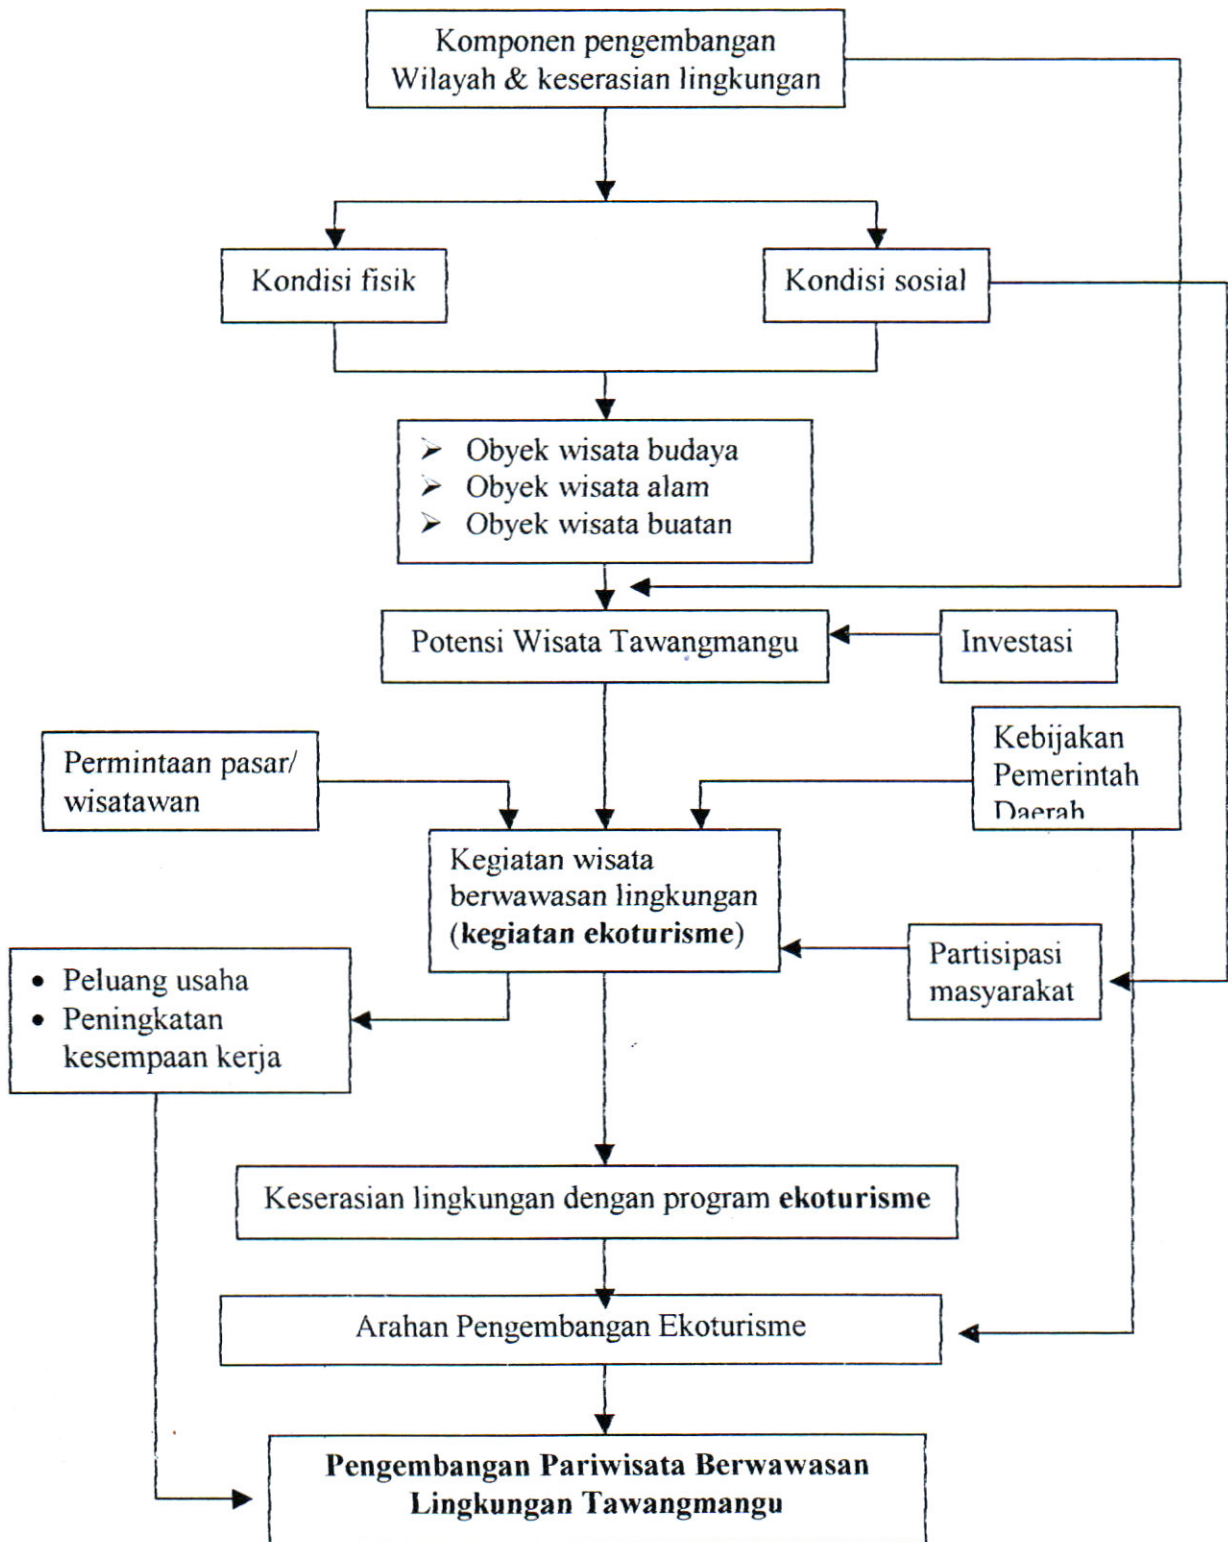 Komponen pengembangan
Wilayah & keserasian lingkungan
Kondisi fisik
Kondisi sosial
➢ Obyek wisata budaya
➢ Obyek wisata alam
➢ Obyek wisata buatan
Potensi Wisata Tawangmangu
Investasi
Permintaan pasar/
wisatawan
Kebijakan
Pemerintah
Daerah
Kegiatan wisata
berwawasan lingkungan
(kegiatan ekoturisme)
Partisipasi
masyarakat
• Peluang usaha
• Peningkatan
kesempaan kerja
Keserasian lingkungan dengan program ekoturisme
Arahan Pengembangan Ekoturisme
Pengembangan Pariwisata Berwawasan
Lingkungan Tawangmangu